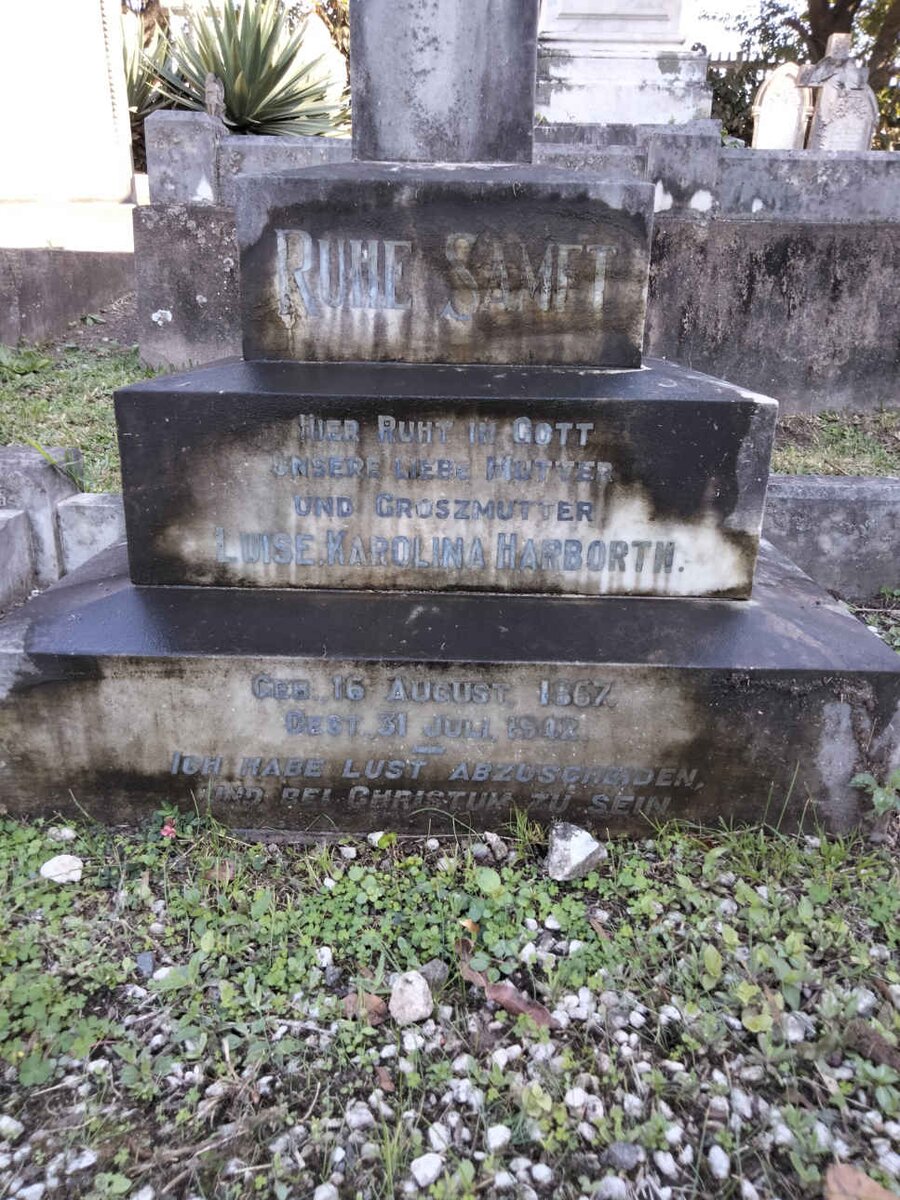 RUHE SANFT
HIER RUHT IN GOTT
UNSERE LIEBE MUTTER
UND GROSZMUTTER
LUISE. KAROLINA HARBORTH.
GEB. 16 AUGUST, 1867.
GEST. 31 JULI, 1942.
ICH HABE LUST ABZUSCHEIDEN,
UND BEI CHRISTUM ZU SEIN.